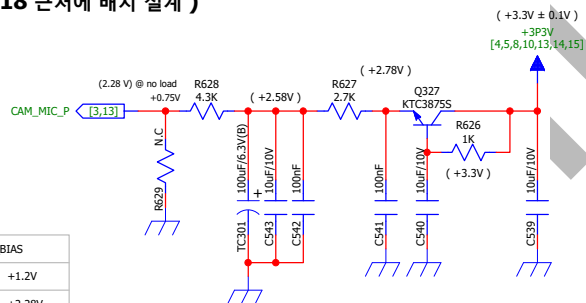 18 근처에 배치 설계 )
( +3.3V ± 0.1V )
+3P3V
[4,5,8,10,13,14,15]
( +2.78V )
(2.28 V) @ no load
+0.75V
R628
4.3K
( +2.58V )
R627
2.7K
Q327
KTC3875S
CAM_MIC_P
[3,13]
R626
1K
( +3.3V )
N.C
R629
100uF/6.3V(B)
+
TC301
10uF/10V
C543
100nF
C542
100nF
C541
10uF/10V
C540
10uF/10V
C539
BIAS
+1.2V